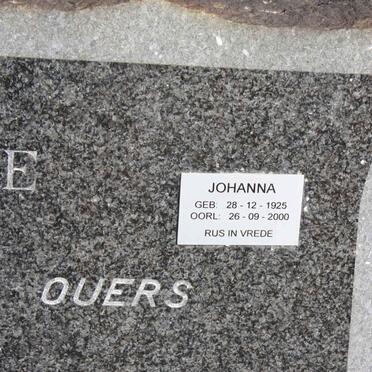 E
JOHANNA
GEB: 28 - 12 - 1925
OORL: 26 - 09 - 2000
RUS IN VREDE
OUERS